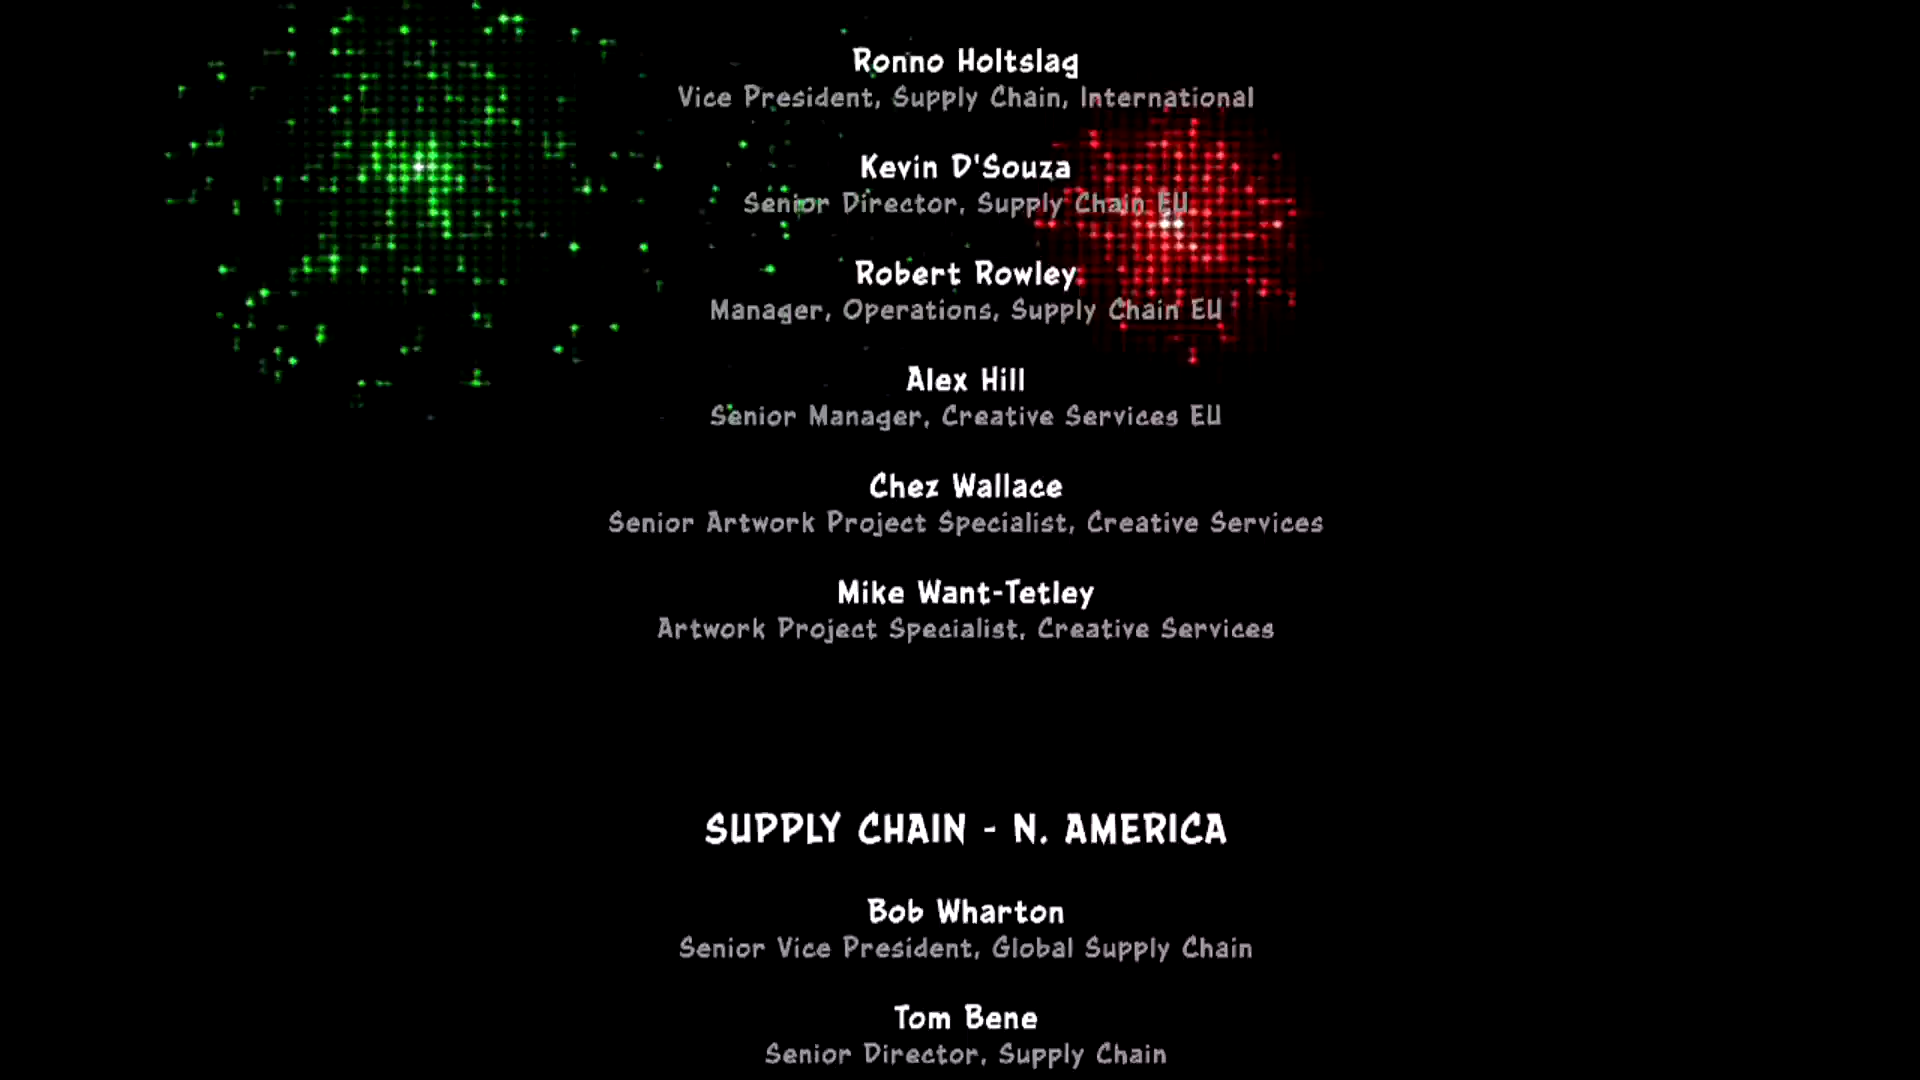 Ronno Holtslag
Vice President, Supply Chain, International
Kevin D'Souza
Senior Director, Supply Chain EU
Robert Rowley
Manager, Operations, Supply Chain EU
Alex Hill
Senior Manager, Creative Services EU
Chez Wallace
Senior Artwork Project Specialist, Creative Services
Mike Want-Tetley
Artwork Project Specialist, Creative Services
SUPPLY CHAIN - N. AMERICA
Bob Wharton
Senior Vice President, Global Supply Chain
Tom Bene
Senior Director, Supply Chain